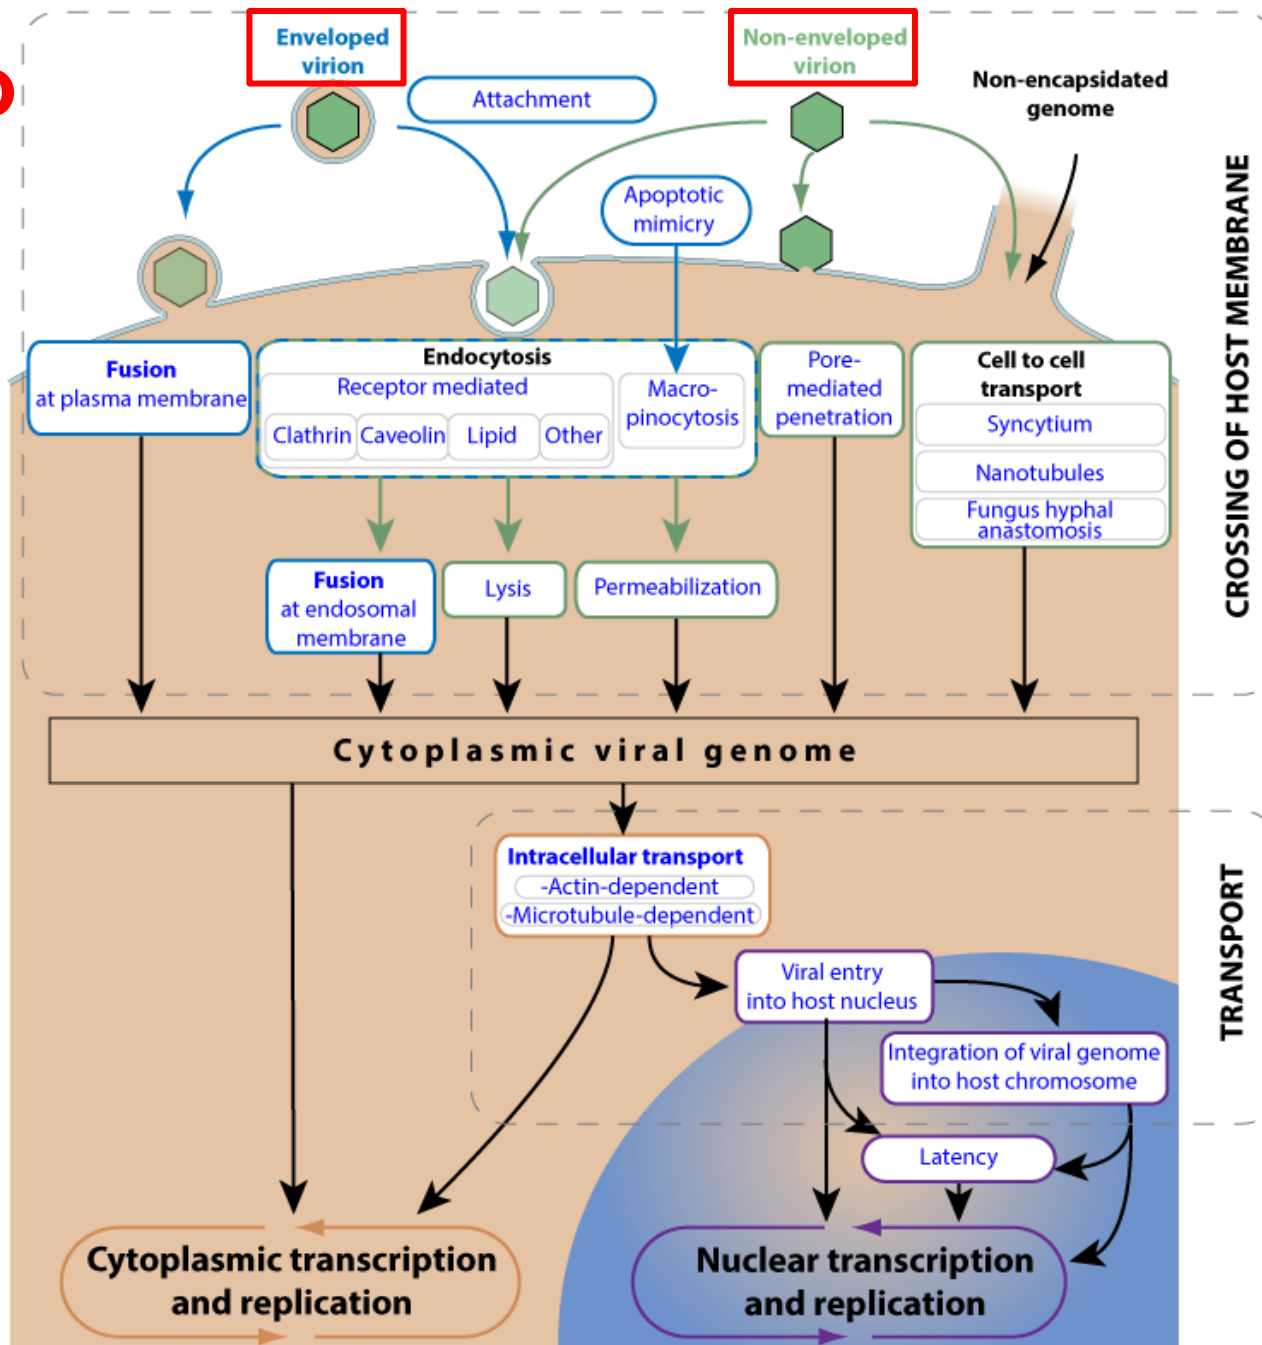 Enveloped
virion
Attachment
Non-enveloped
virion
Non-encapsidated
genome
Apoptotic
mimicry
CROSSING OF HOST MEMBRANE
Fusion
at plasma membrane
Endocytosis
Receptor mediated
Clathrin
Caveolin
Lipid
Other
Macro-
pinocytosis
Pore-
mediated
penetration
Cell to cell
transport
Syncytium
Nanotubules
Fungus hyphal
anastomosis
Fusion
at endosomal
membrane
Lysis
Permeabilization
Cytoplasmic viral genome
Intracellular transport
-Actin-dependent
-Microtubule-dependent
TRANSPORT
Viral entry
into host nucleus
Integration of viral genome
into host chromosome
Latency
Cytoplasmic transcription
and replication
Nuclear transcription
and replication